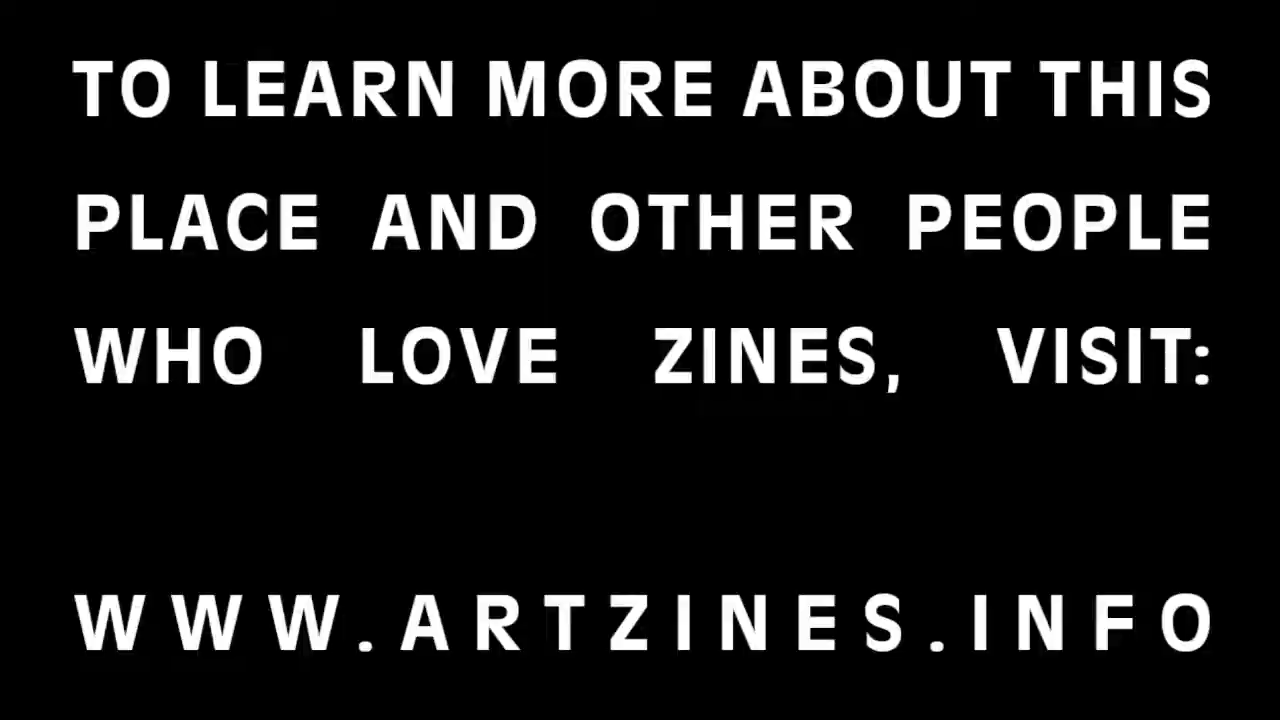 TO LEARN MORE ABOUT THIS
PLACE AND OTHER PEOPLE
WHO LOVE ZINES, VISIT:
WWW.ARTZINES.INFO